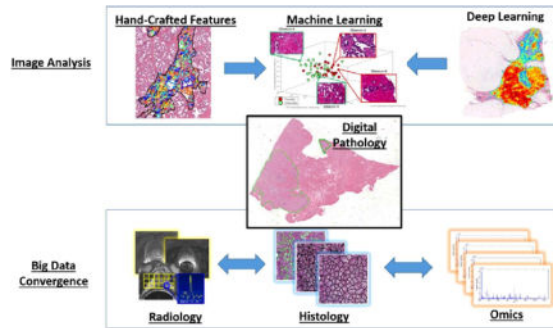 Hand-Crafted Features
Machine Learning
Deep Learning
Image Analysis
Digital
Pathology
Big Data
Convergence
Radiology
Histology
Omics